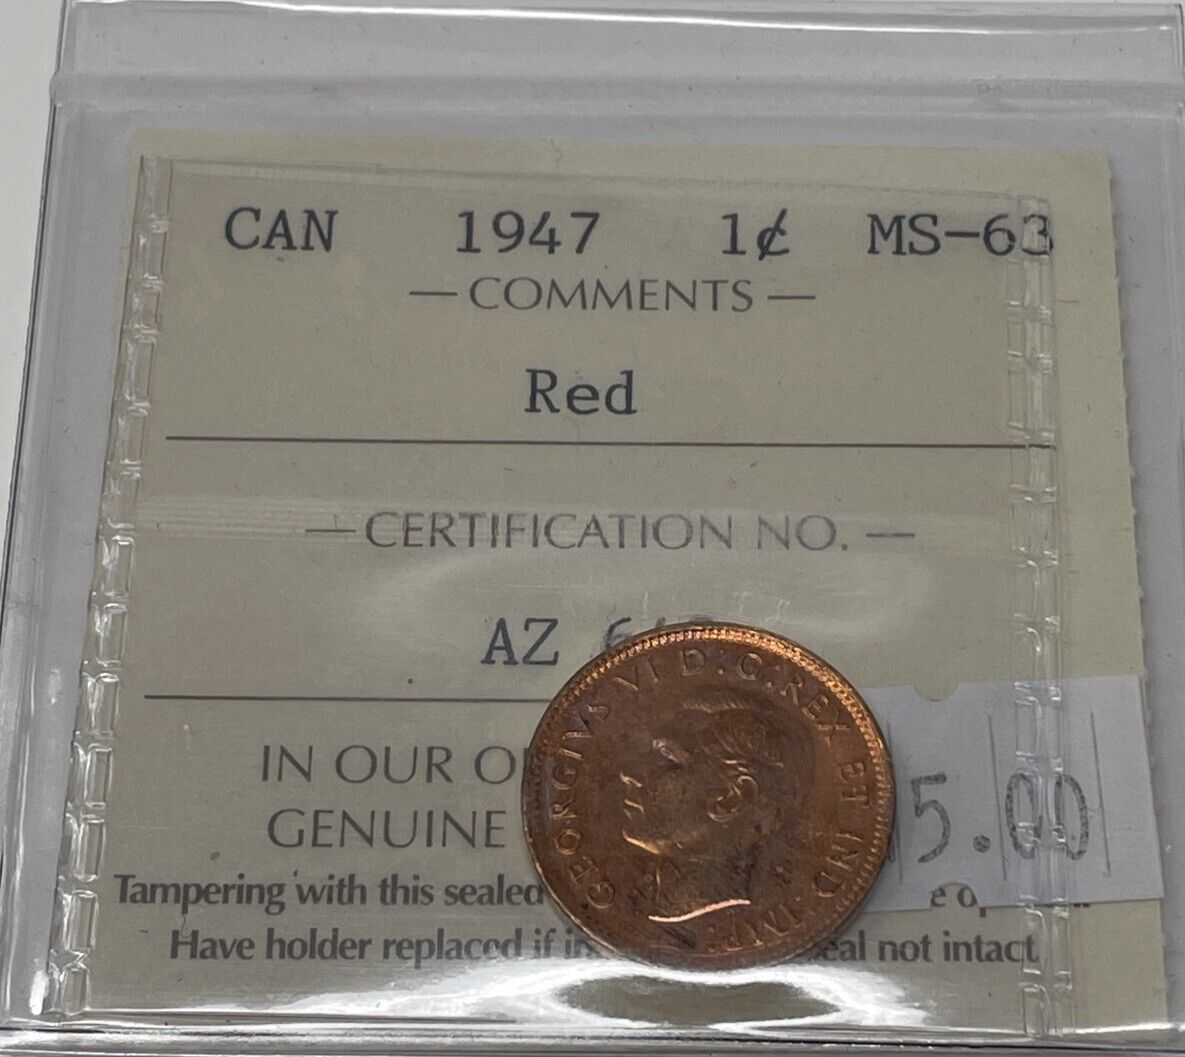 CAN 1947 1¢ MS-63
— COMMENTS —
Red
— CERTIFICATION NO. —
AZ
IN OUR
GENUINE
Tampering with this sealed
Have holder replaced if seal not intact
5.00
GEORGIVS VI D:G:REX ET IND:IMP: